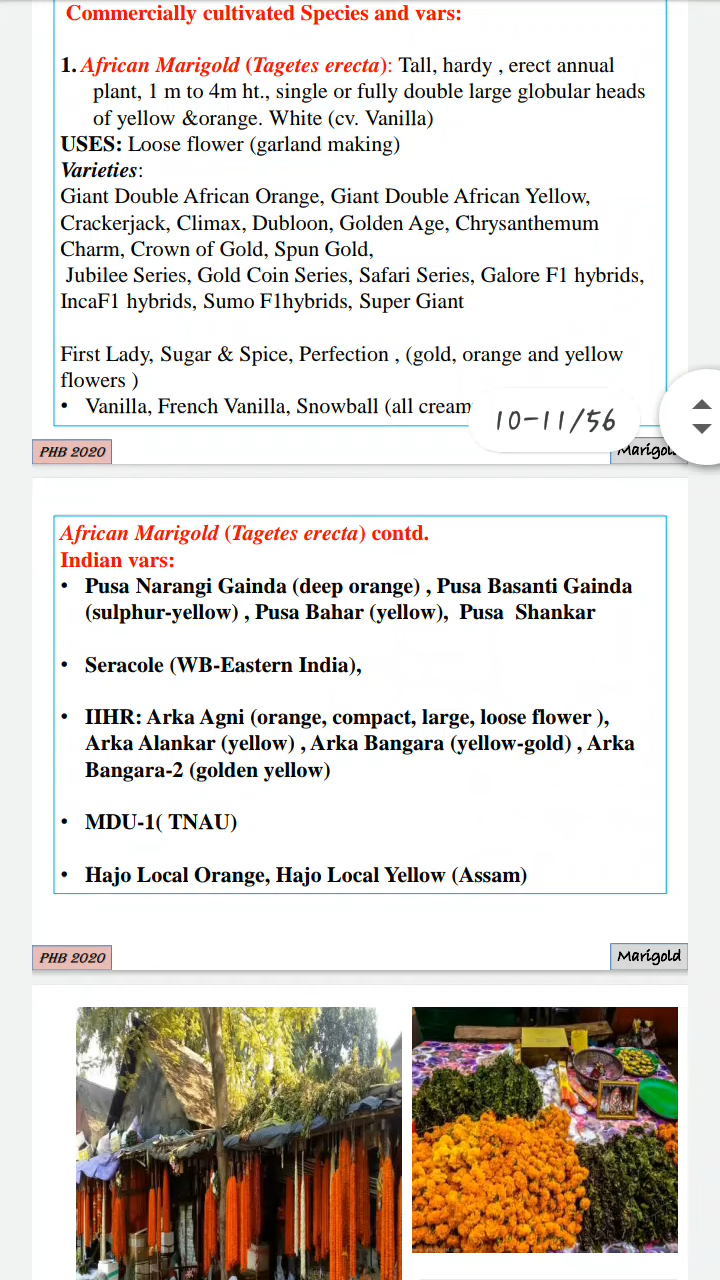 Commercially cultivated Species and vars:
1. African Marigold (Tagetes erecta): Tall, hardy , erect annual
plant, 1 m to 4m ht., single or fully double large globular heads
of yellow &orange. White (cv. Vanilla)
USES: Loose flower (garland making)
Varieties:
Giant Double African Orange, Giant Double African Yellow,
Crackerjack, Climax, Dubloon, Golden Age, Chrysanthemum
Charm, Crown of Gold, Spun Gold,
Jubilee Series, Gold Coin Series, Safari Series, Galore F1 hybrids,
IncaF1 hybrids, Sumo F1hybrids, Super Giant
First Lady, Sugar & Spice, Perfection , (gold, orange and yellow
flowers )
• Vanilla, French Vanilla, Snowball (all cream
10-11/56
PHB 2020
African Marigold (Tagetes erecta) contd.
Indian vars:
• Pusa Narangi Gainda (deep orange) , Pusa Basanti Gainda
(sulphur-yellow) , Pusa Bahar (yellow), Pusa Shankar
• Seracole (WB-Eastern India),
• IIHR: Arka Agni (orange, compact, large, loose flower ),
Arka Alankar (yellow) , Arka Bangara (yellow-gold) , Arka
Bangara-2 (golden yellow)
• MDU-1( TNAU)
• Hajo Local Orange, Hajo Local Yellow (Assam)
PHB 2020 Marigold